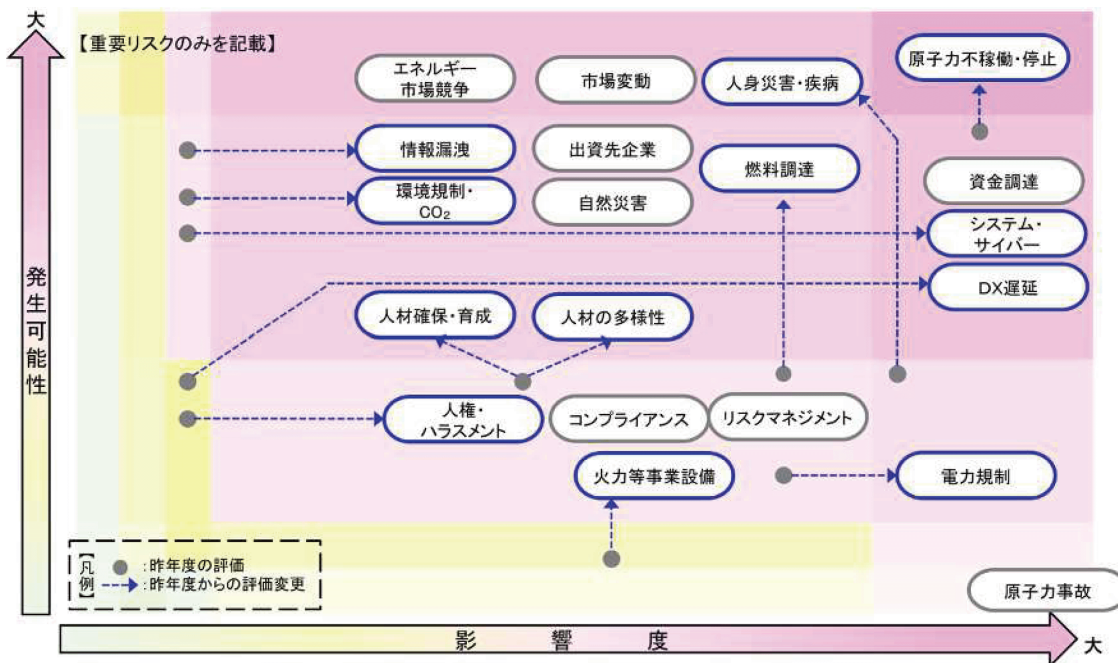 大
【重要リスクのみを記載】
エネルギー
市場競争
市場変動
人身災害・疾病
原子力不稼働・停止
情報漏洩
出資先企業
燃料調達
資金調達
環境規制・
CO₂
自然災害
システム・
サイバー
DX遅延
人材確保・育成
人材の多様性
発生可能性
人権・
ハラスメント
コンプライアンス
リスクマネジメント
火力等事業設備
電力規制
【凡例】
:昨年度の評価
:昨年度からの評価変更
原子力事故
影響度
大